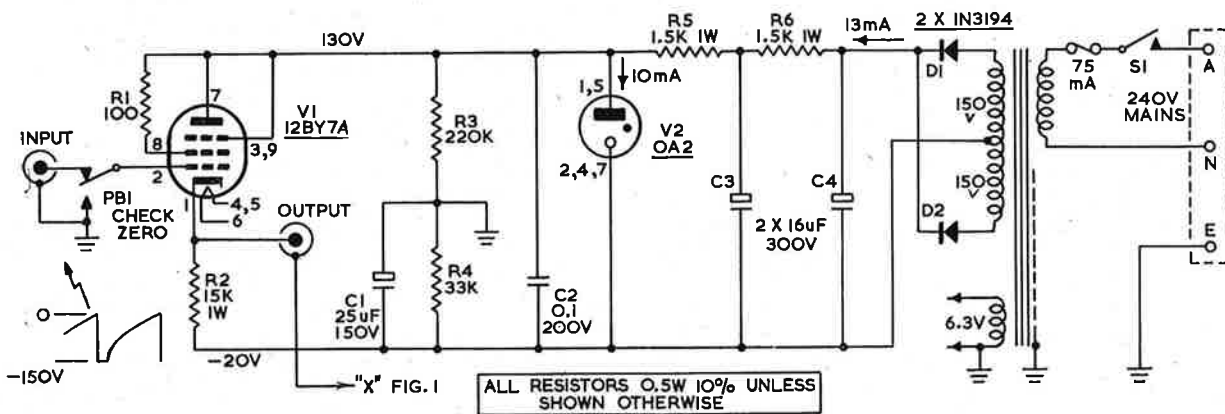 130V
R1
100
7
V1
12BY7A
8
2
3,9
1
4,5
6
INPUT
PB1
CHECK
ZERO
OUTPUT
R2
15K
1W
0
-150V
-20V
"X" FIG. 1
R3
220K
R4
33K
C1
25uF
150V
C2
0.1
200V
R5
1.5K 1W
R6
1.5K 1W
10mA
1,5
V2
OA2
2,4,7
13mA
C3
C4
2 X 16uF
300V
2 X IN3194
D1
D2
150
V
150
V
6.3V
75
mA
S1
240V
MAINS
A
N
E
ALL RESISTORS 0.5W 10% UNLESS
SHOWN OTHERWISE